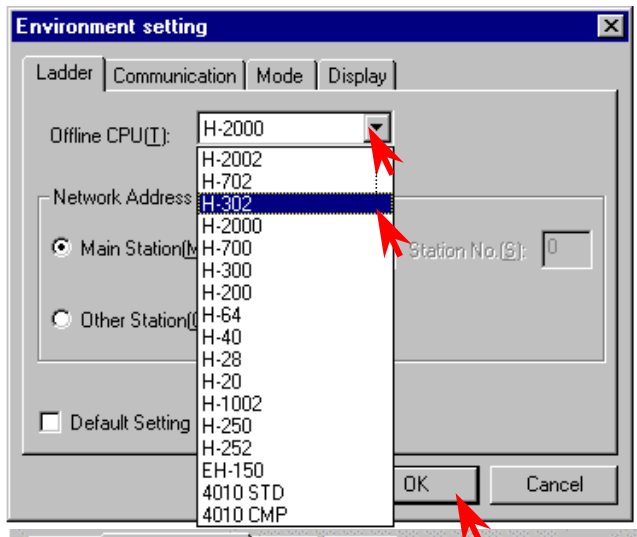 Environment setting
Ladder Communication Mode Display
Offline CPU(T): H-2000
H-2002
H-702
Network Address
H-302
H-2000
Main Station(M
H-700
Station No.(S): 0
H-300
H-200
H-64
Other Station(
H-40
H-28
H-20
H-1002
Default Setting
H-250
H-252
EH-150
4010 STD
4010 CMP
OK Cancel